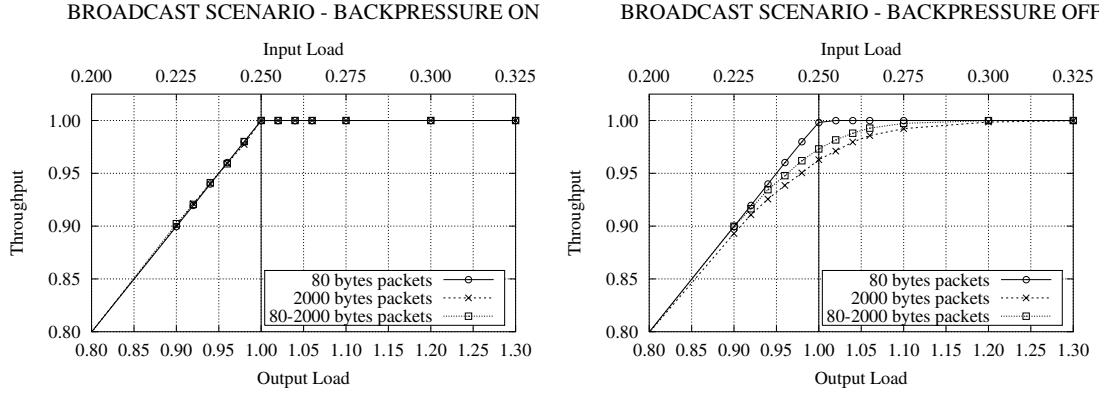 BROADCAST SCENARIO - BACKPRESSURE ON
Input Load
0.200 0.225 0.250 0.275 0.300 0.325
1.00
0.95
0.90
0.85
0.80
Throughput
80 bytes packets
2000 bytes packets
80-2000 bytes packets
0.80 0.85 0.90 0.95 1.00 1.05 1.10 1.15 1.20 1.25 1.30
Output Load
BROADCAST SCENARIO - BACKPRESSURE OFF
Input Load
0.200 0.225 0.250 0.275 0.300 0.325
1.00
0.95
0.90
0.85
0.80
Throughput
80 bytes packets
2000 bytes packets
80-2000 bytes packets
0.80 0.85 0.90 0.95 1.00 1.05 1.10 1.15 1.20 1.25 1.30
Output Load